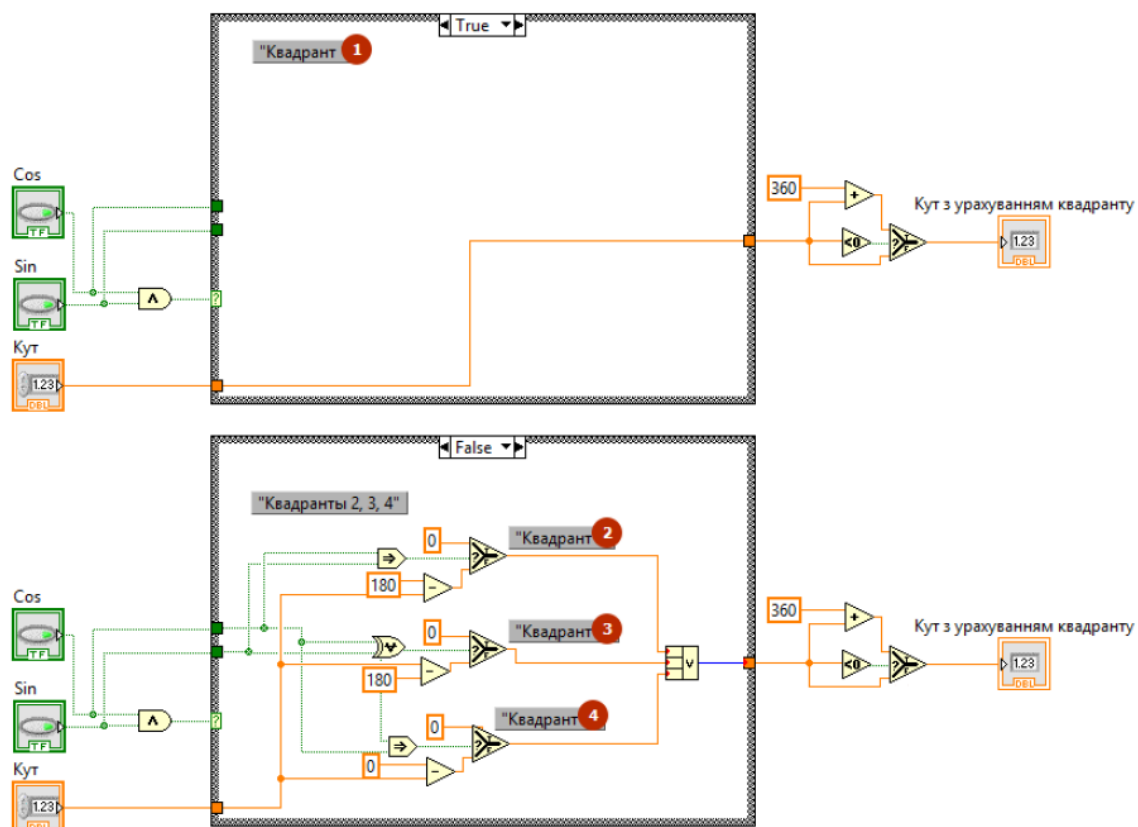 True
"Квадрант 1
Cos
TF
Sin
TF
Кут
1.23
DBL
?
360
+
<0
?
T
F
Кут з урахуванням квадранту
1.23
DBL
False
"Квадранты 2, 3, 4"
0
"Квадрант 2
180
-
0
"Квадрант 3
180
-
0
"Квадрант 4
0
-
Cos
TF
Sin
TF
Кут
1.23
DBL
?
360
+
<0
?
T
F
Кут з урахуванням квадранту
1.23
DBL